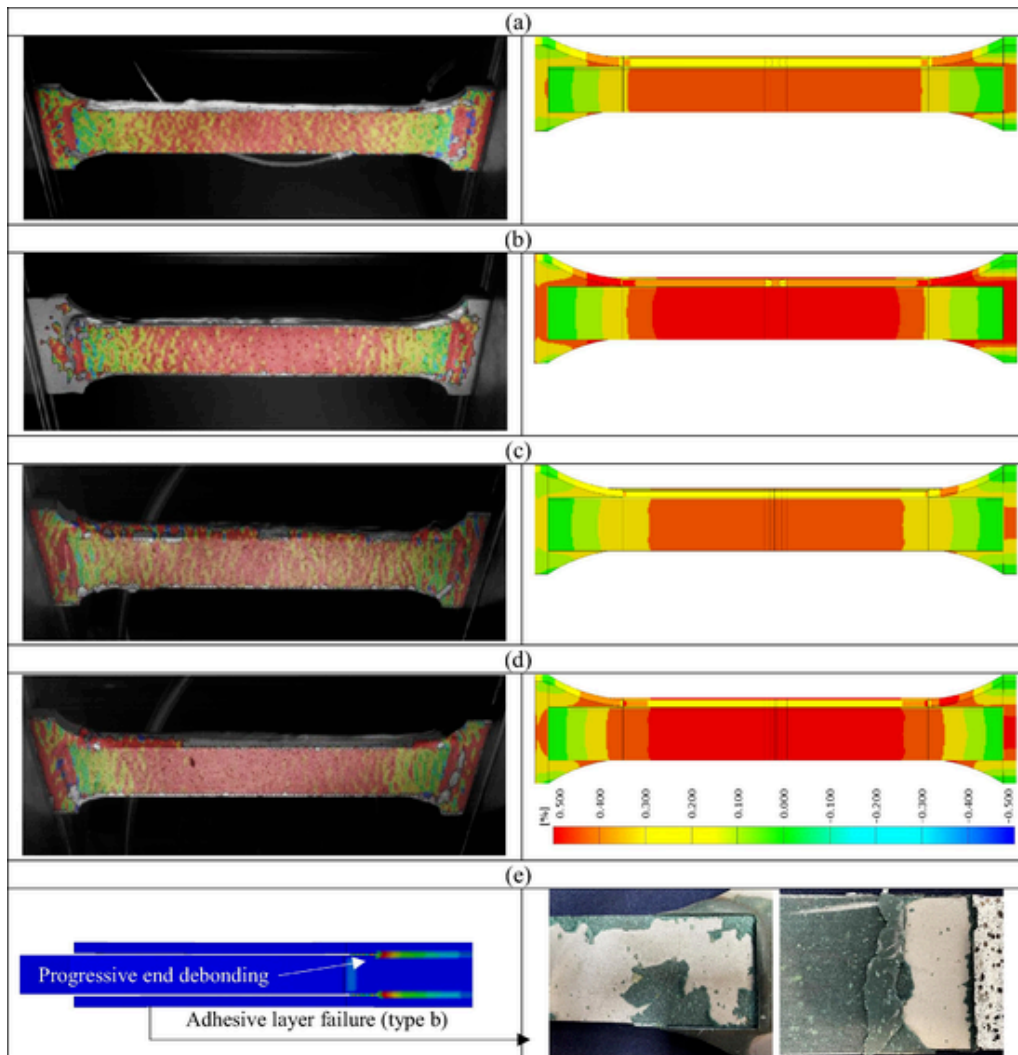 (a)
(b)
(c)
(d)
[%]
0.500
0.400
0.300
0.200
0.100
0.000
-0.100
-0.200
-0.300
-0.400
-0.500
(e)
Progressive end debonding
Adhesive layer failure (type b)